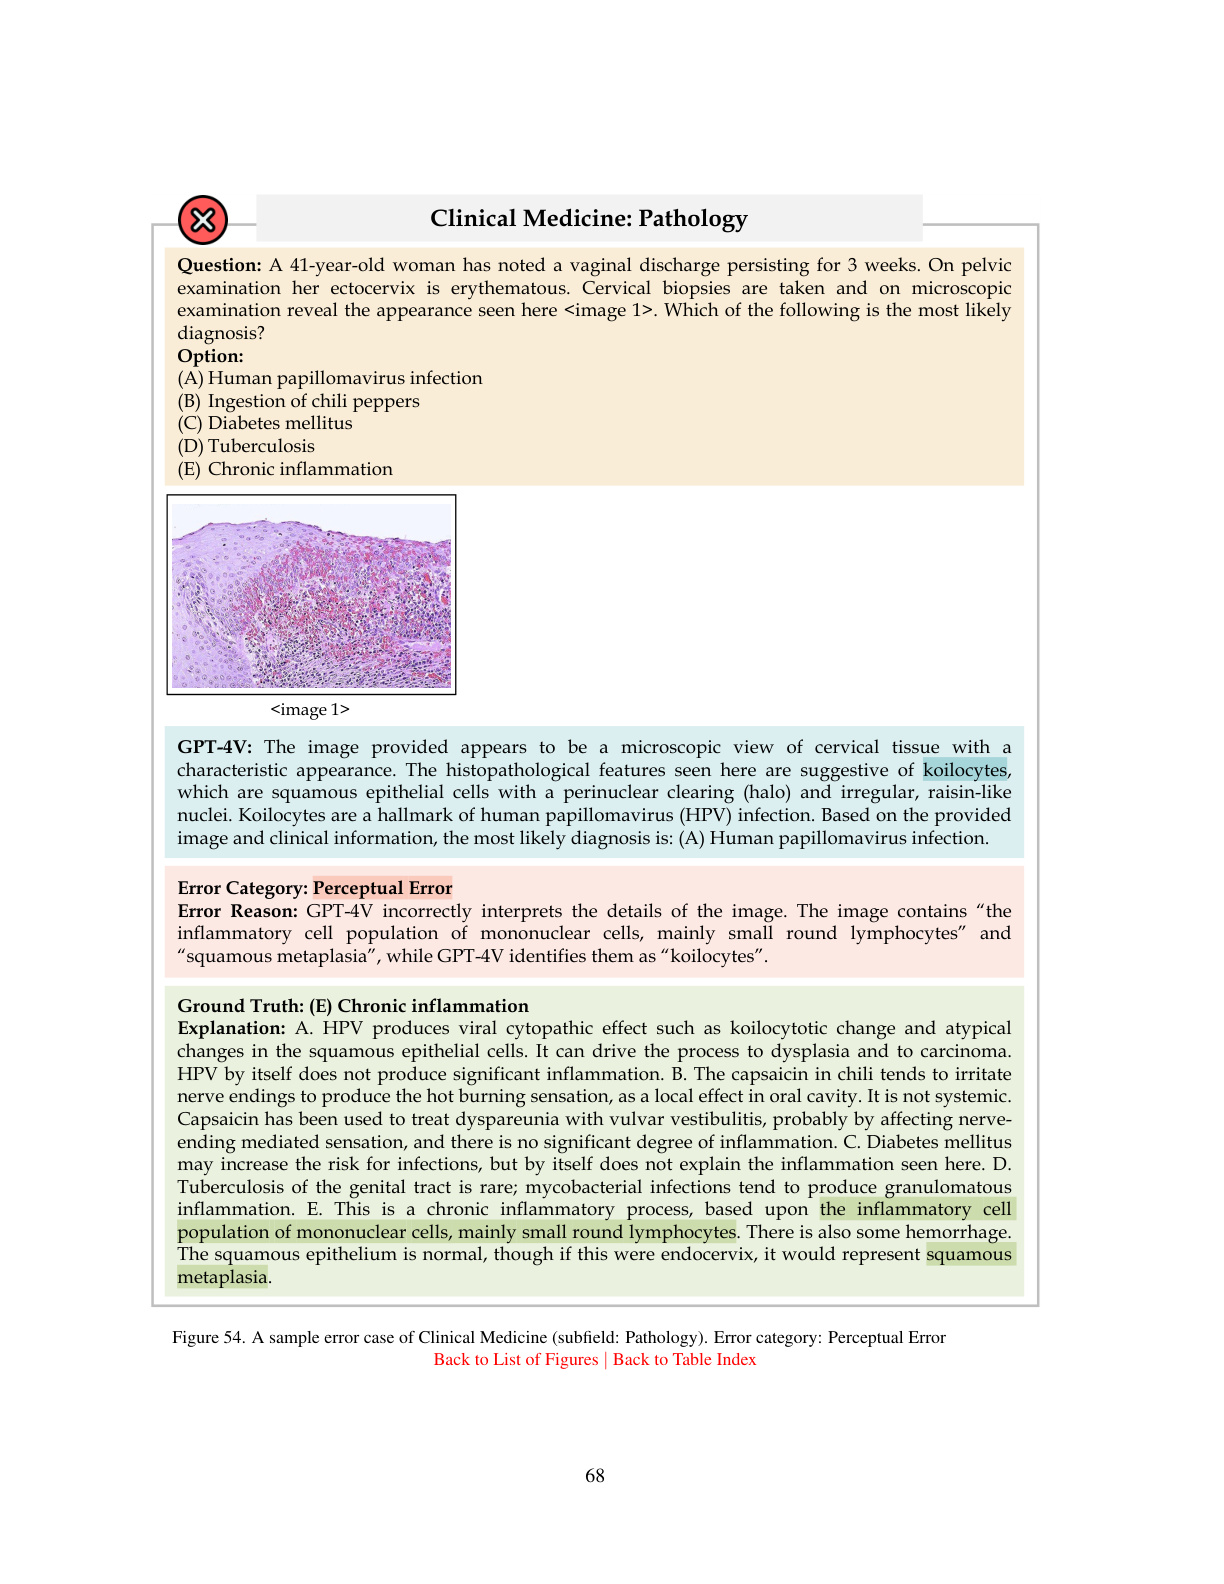 Clinical Medicine: Pathology
Question: A 41-year-old woman has noted a vaginal discharge persisting for 3 weeks. On pelvic
examination her ectocervix is erythematous. Cervical biopsies are taken and on microscopic
examination reveal the appearance seen here <image 1>. Which of the following is the most likely
diagnosis?
Option:
(A) Human papillomavirus infection
(B) Ingestion of chili peppers
(C) Diabetes mellitus
(D) Tuberculosis
(E) Chronic inflammation
<image 1>
GPT-4V: The image provided appears to be a microscopic view of cervical tissue with a
characteristic appearance. The histopathological features seen here are suggestive of koilocytes,
which are squamous epithelial cells with a perinuclear clearing (halo) and irregular, raisin-like
nuclei. Koilocytes are a hallmark of human papillomavirus (HPV) infection. Based on the provided
image and clinical information, the most likely diagnosis is: (A) Human papillomavirus infection.
Error Category: Perceptual Error
Error Reason: GPT-4V incorrectly interprets the details of the image. The image contains “the
inflammatory cell population of mononuclear cells, mainly small round lymphocytes” and
“squamous metaplasia”, while GPT-4V identifies them as “koilocytes”.
Ground Truth: (E) Chronic inflammation
Explanation: A. HPV produces viral cytopathic effect such as koilocytotic change and atypical
changes in the squamous epithelial cells. It can drive the process to dysplasia and to carcinoma.
HPV by itself does not produce significant inflammation. B. The capsaicin in chili tends to irritate
nerve endings to produce the hot burning sensation, as a local effect in oral cavity. It is not systemic.
Capsaicin has been used to treat dyspareunia with vulvar vestibulitis, probably by affecting nerve-
ending mediated sensation, and there is no significant degree of inflammation. C. Diabetes mellitus
may increase the risk for infections, but by itself does not explain the inflammation seen here. D.
Tuberculosis of the genital tract is rare; mycobacterial infections tend to produce granulomatous
inflammation. E. This is a chronic inflammatory process, based upon the inflammatory cell
population of mononuclear cells, mainly small round lymphocytes. There is also some hemorrhage.
The squamous epithelium is normal, though if this were endocervix, it would represent squamous
metaplasia.
Figure 54. A sample error case of Clinical Medicine (subfield: Pathology). Error category: Perceptual Error
Back to List of Figures | Back to Table Index
68